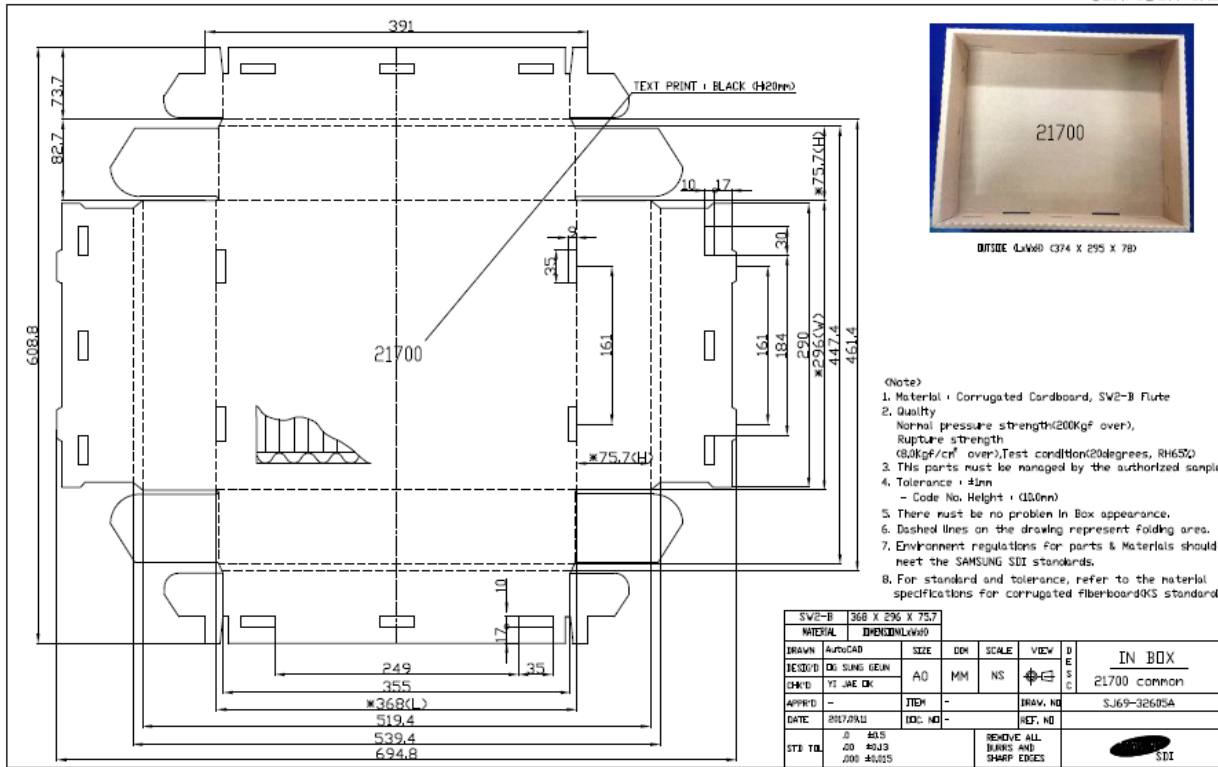 391
73.7
82.7
608.8
TEXT PRINT : BLACK (H:20mm)
*75.7(H)
10
17
30
9
35
161
161
184
290
*296(W)
447.4
461.4
21700
*75.7(H)
10
17
249
35
355
*368(L)
519.4
539.4
694.8
21700
OUTSIDE (LxWxH) (374 X 295 X 78)
<Note>
1. Material : Corrugated Cardboard, SW2-B Flute
2. Quality
Normal pressure strength(200Kgf over),
Rupture strength
(8.0Kgf/cm² over),Test condition(20degrees, RH65%)
3. This parts must be managed by the authorized sample
4. Tolerance : ±1mm
- Code No. Height : (10.0mm)
5. There must be no problem in Box appearance.
6. Dashed lines on the drawing represent folding area.
7. Environment regulations for parts & Materials should
meet the SAMSUNG SDI standards.
8. For standard and tolerance, refer to the material
specifications for corrugated fiberboard(KS standard
SW2-B 368 X 296 X 75.7
MATERIAL DIMENSION(LxWxH)
DRAWN AutoCAD SIZE DIM SCALE VIEW DESC IN BOX
DESIG'D OG SUNG GEUN AO MM NS 21700 common
CHK'D YI JAE OK
APPR'D - ITEM - DRAW. NO SJ69-32605A
DATE 2017.09.11 DOC. NO - REF. NO
STD TOL .0 ±0.5
.00 ±0.13
.000 ±0.015
REMOVE ALL
BURRS AND
SHARP EDGES
SDI